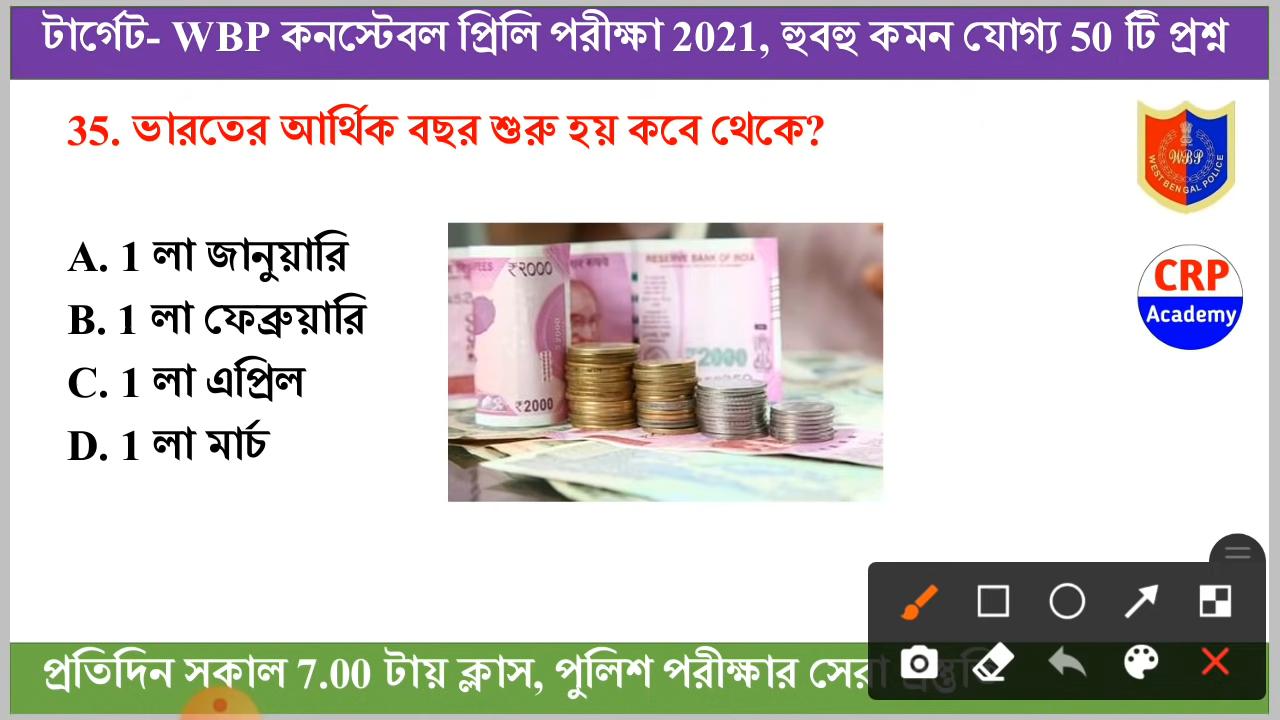 টার্গেট- WBP কনস্টেবল প্রিলি পরীক্ষা 2021, হুবহু কমন যোগ্য 50 টি প্রশ্ন
35. ভারতের আর্থিক বছর শুরু হয় কবে থেকে?
A. 1 লা জানুয়ারি
B. 1 লা ফেব্রুয়ারি
C. 1 লা এপ্রিল
D. 1 লা মার্চ
₹2000
RESERVE BANK OF INDIA
₹2000
₹2000
WBP
WEST BENGAL POLICE
CRP
Academy
প্রতিদিন সকাল 7.00 টায় ক্লাস, পুলিশ পরীক্ষার সেরা